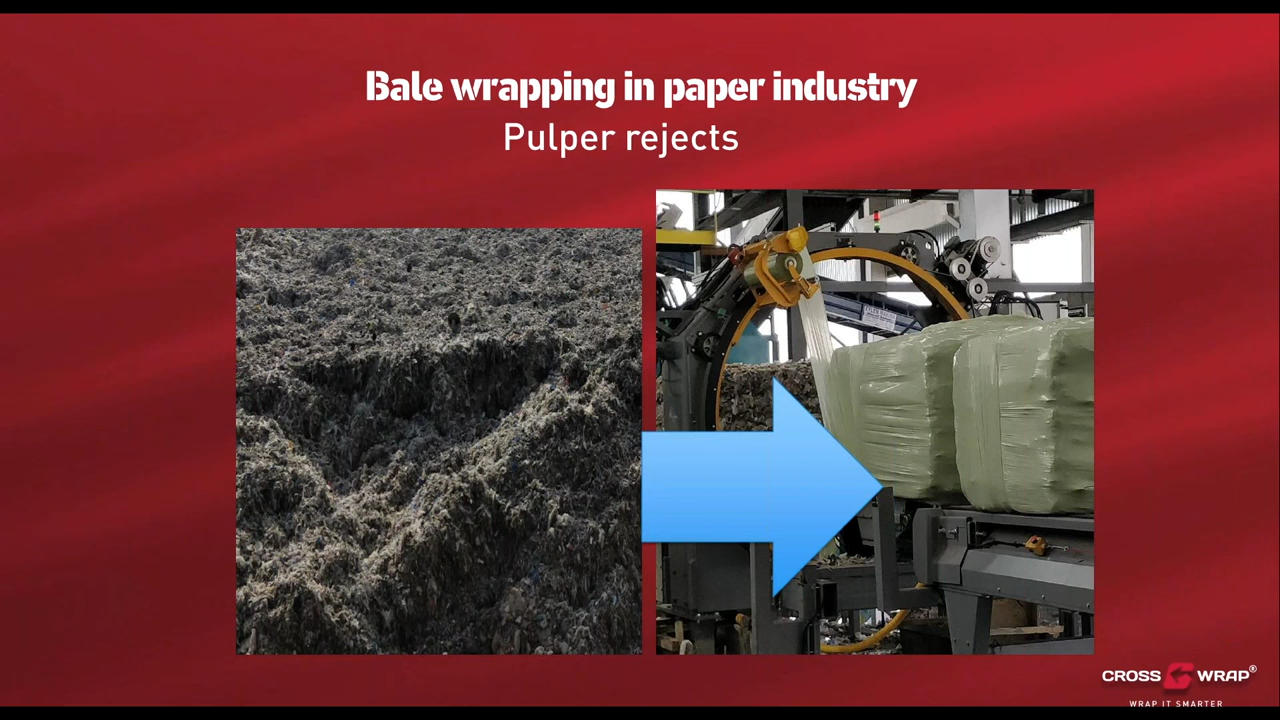 Bale wrapping in paper industry
Pulper rejects
CROSS WRAP®
WRAP IT SMARTER